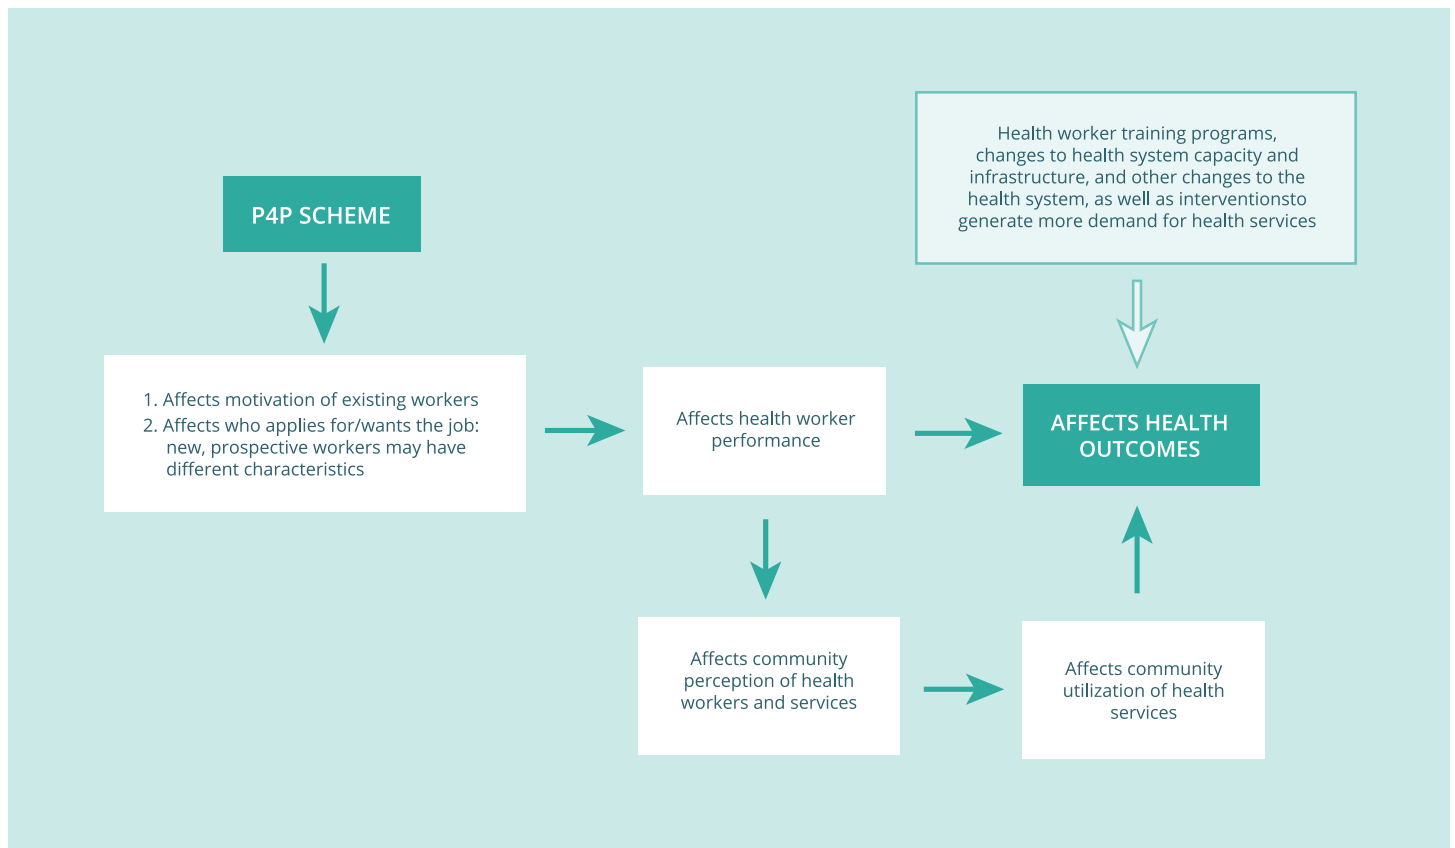 Health worker training programs,
changes to health system capacity and
infrastructure, and other changes to the
health system, as well as interventionsto
generate more demand for health services
P4P SCHEME
1. Affects motivation of existing workers
2. Affects who applies for/wants the job:
new, prospective workers may have
different characteristics
Affects health worker
performance
AFFECTS HEALTH
OUTCOMES
Affects community
perception of health
workers and services
Affects community
utilization of health
services